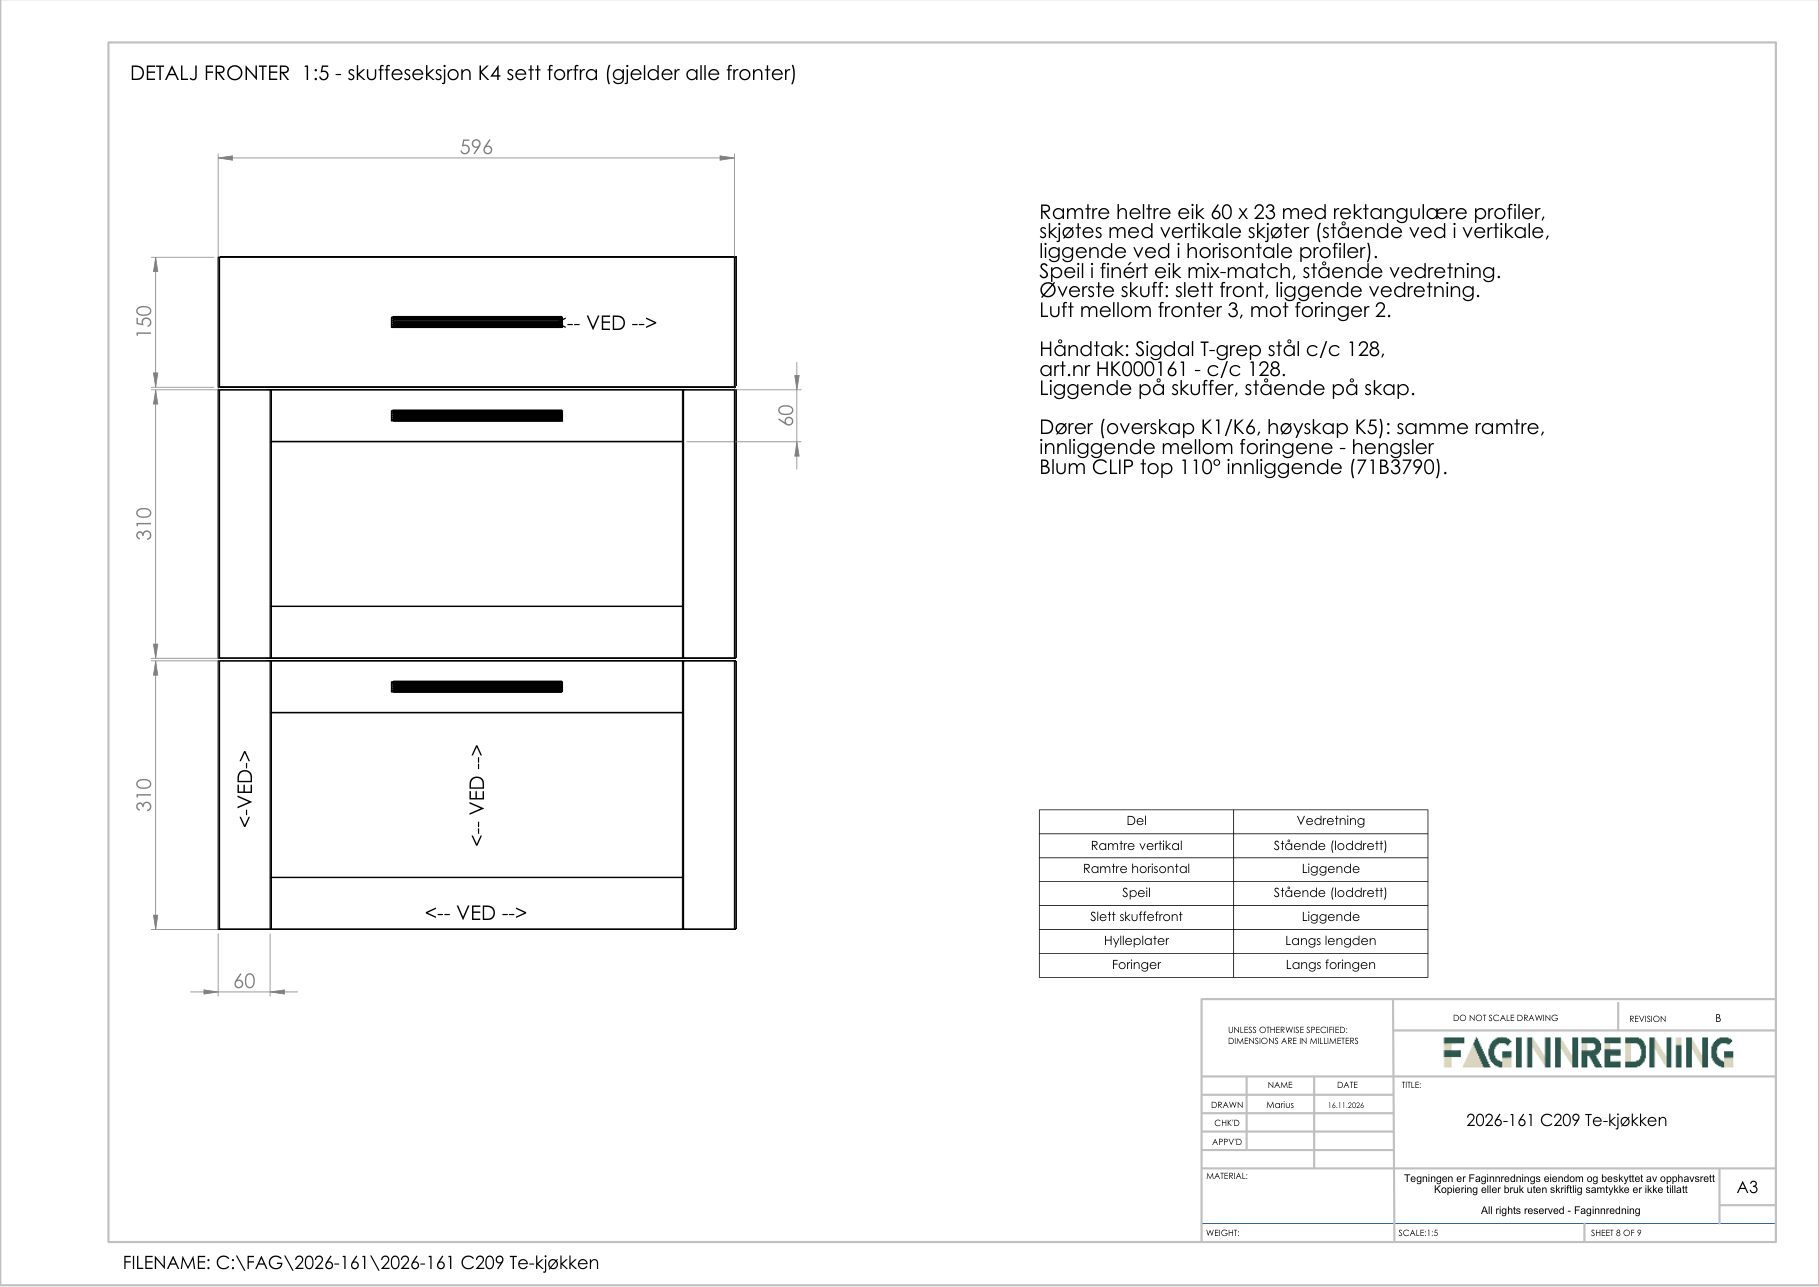 DETALJ FRONTER  1:5 - skuffeseksjon K4 sett forfra (gjelder alle fronter)
596
150
<-- VED -->
60
310
310
<-VED->
<-- VED -->
<-- VED -->
60
Ramtre heltre eik 60 x 23 med rektangulære profiler,
skjøtes med vertikale skjøter (stående ved i vertikale,
liggende ved i horisontale profiler).
Speil i finért eik mix-match, stående vedretning.
Øverste skuff: slett front, liggende vedretning.
Luft mellom fronter 3, mot foringer 2.
Håndtak: Sigdal T-grep stål c/c 128,
art.nr HK000161 - c/c 128.
Liggende på skuffer, stående på skap.
Dører (overskap K1/K6, høyskap K5): samme ramtre,
innliggende mellom foringene - hengsler
Blum CLIP top 110° innliggende (71B3790).
Del Vedretning
Ramtre vertikal Stående (loddrett)
Ramtre horisontal Liggende
Speil Stående (loddrett)
Slett skuffefront Liggende
Hylleplater Langs lengden
Foringer Langs foringen
UNLESS OTHERWISE SPECIFIED:
DIMENSIONS ARE IN MILLIMETERS
DO NOT SCALE DRAWING
REVISION B
FAGINNREDNING
NAME DATE
DRAWN Marius 16.11.2026
CHK'D
APPV'D
TITLE:
2026-161 C209 Te-kjøkken
MATERIAL:
Tegningen er Faginnrednings eiendom og beskyttet av opphavsrett
Kopiering eller bruk uten skriftlig samtykke er ikke tillatt
All rights reserved - Faginnredning
A3
WEIGHT:
SCALE:1:5
SHEET 8 OF 9
FILENAME: C:\FAG\2026-161\2026-161 C209 Te-kjøkken